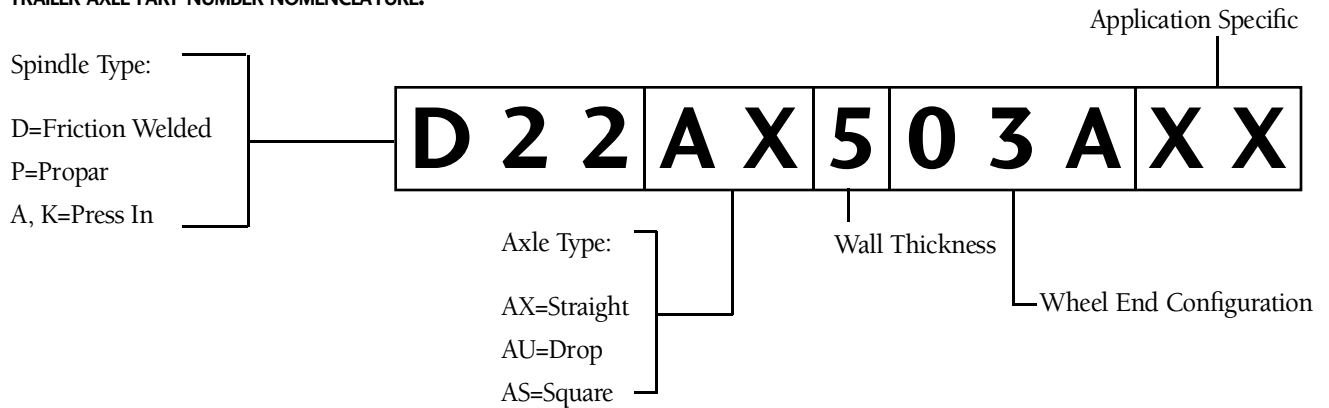 TRAILER AXLE PART NUMBER NOMENCLATURE:
Application Specific
Spindle Type:
D=Friction Welded
P=Propar
A, K=Press In
D 2 2 A X 5 0 3 A X X
Axle Type:
AX=Straight
AU=Drop
AS=Square
Wall Thickness
Wheel End Configuration